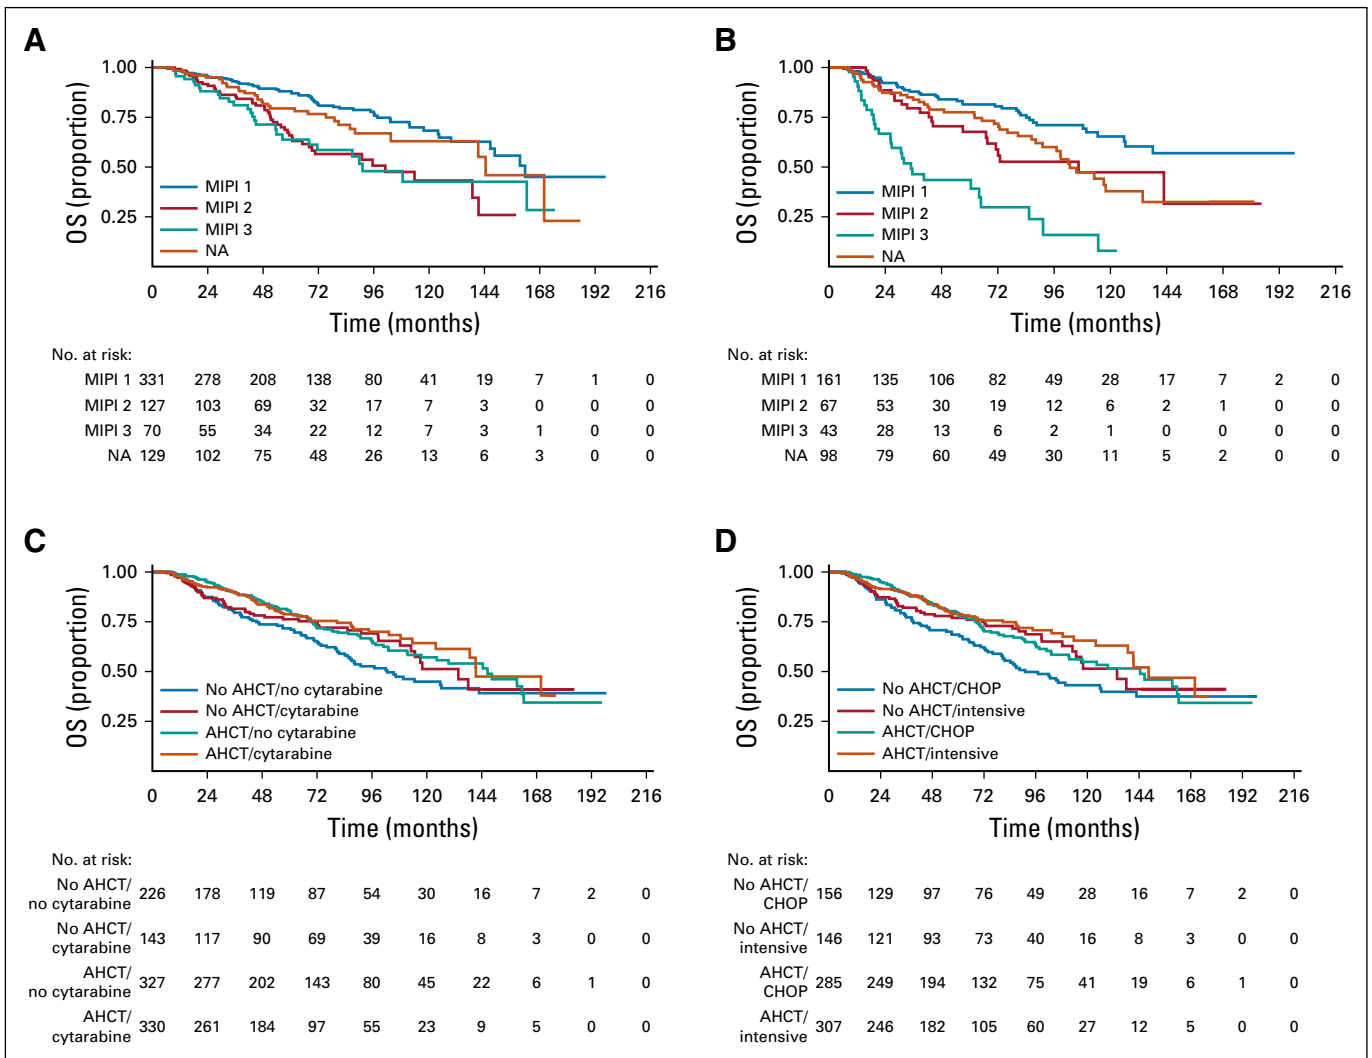 A
OS (proportion)
1.00
0.75
0.50
0.25
MIPI 1
MIPI 2
MIPI 3
NA
0 24 48 72 96 120 144 168 192 216
Time (months)
No. at risk:
MIPI 1 331 278 208 138 80 41 19 7 1 0
MIPI 2 127 103 69 32 17 7 3 0 0 0
MIPI 3 70 55 34 22 12 7 3 1 0 0
NA 129 102 75 48 26 13 6 3 0 0
B
OS (proportion)
1.00
0.75
0.50
0.25
MIPI 1
MIPI 2
MIPI 3
NA
0 24 48 72 96 120 144 168 192 216
Time (months)
No. at risk:
MIPI 1 161 135 106 82 49 28 17 7 2 0
MIPI 2 67 53 30 19 12 6 2 1 0 0
MIPI 3 43 28 13 6 2 1 0 0 0 0
NA 98 79 60 49 30 11 5 2 0 0
C
OS (proportion)
1.00
0.75
0.50
0.25
No AHCT/no cytarabine
No AHCT/cytarabine
AHCT/no cytarabine
AHCT/cytarabine
0 24 48 72 96 120 144 168 192 216
Time (months)
No. at risk:
No AHCT/
no cytarabine 226 178 119 87 54 30 16 7 2 0
No AHCT/
cytarabine 143 117 90 69 39 16 8 3 0 0
AHCT/
no cytarabine 327 277 202 143 80 45 22 6 1 0
AHCT/
cytarabine 330 261 184 97 55 23 9 5 0 0
D
OS (proportion)
1.00
0.75
0.50
0.25
No AHCT/CHOP
No AHCT/intensive
AHCT/CHOP
AHCT/intensive
0 24 48 72 96 120 144 168 192 216
Time (months)
No. at risk:
No AHCT/
CHOP 156 129 97 76 49 28 16 7 2 0
No AHCT/
intensive 146 121 93 73 40 16 8 3 0 0
AHCT/
CHOP 285 249 194 132 75 41 19 6 1 0
AHCT/
intensive 307 246 182 105 60 27 12 5 0 0